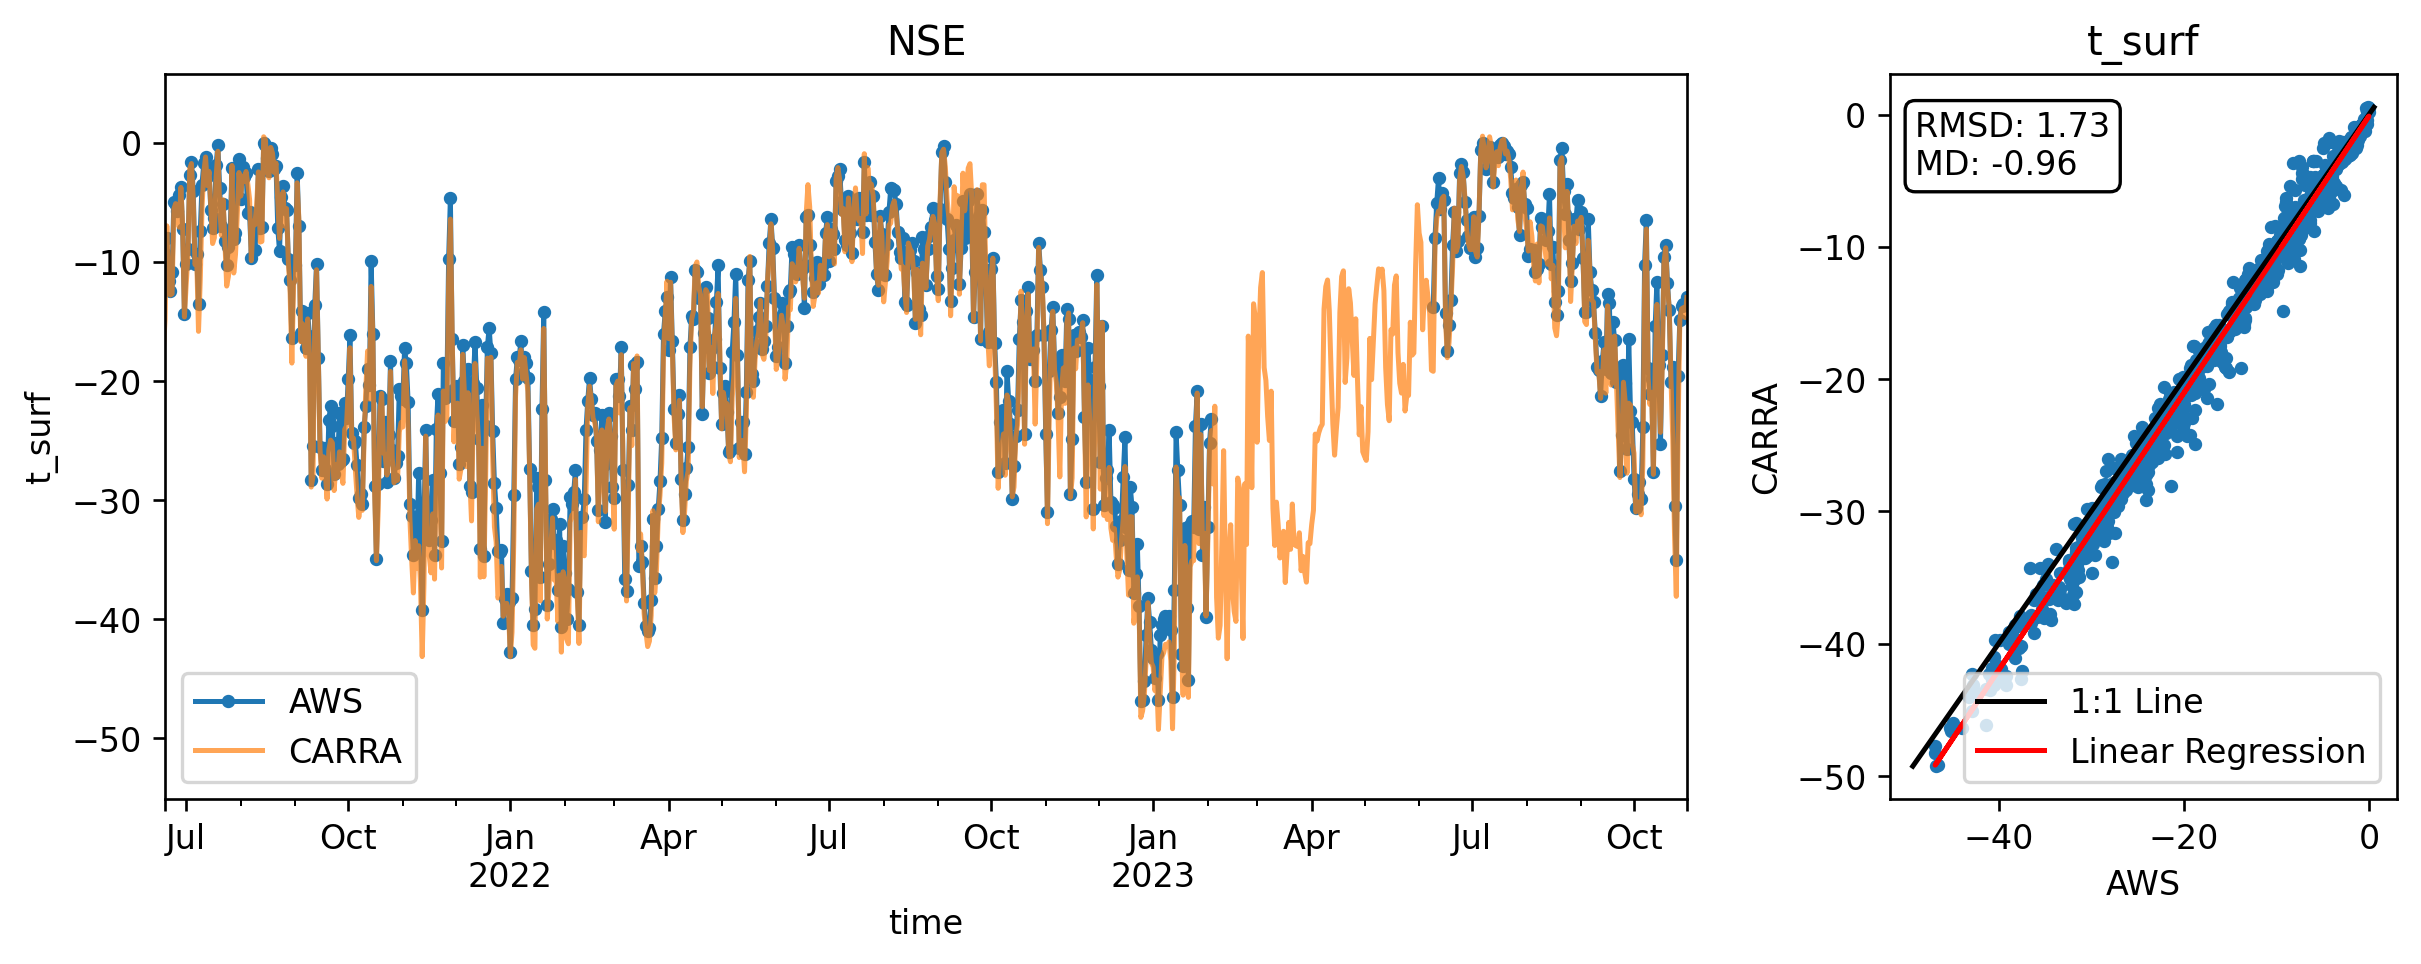 NSE
t_surf
0
−10
−20
−30
−40
−50
t_surf
AWS
CARRA
Jul
Oct
Jan
2022
Apr
Jul
Oct
Jan
2023
Apr
Jul
Oct
time
RMSD: 1.73
MD: -0.96
0
−10
−20
−30
−40
−50
CARRA
1:1 Line
Linear Regression
−40
−20
0
AWS